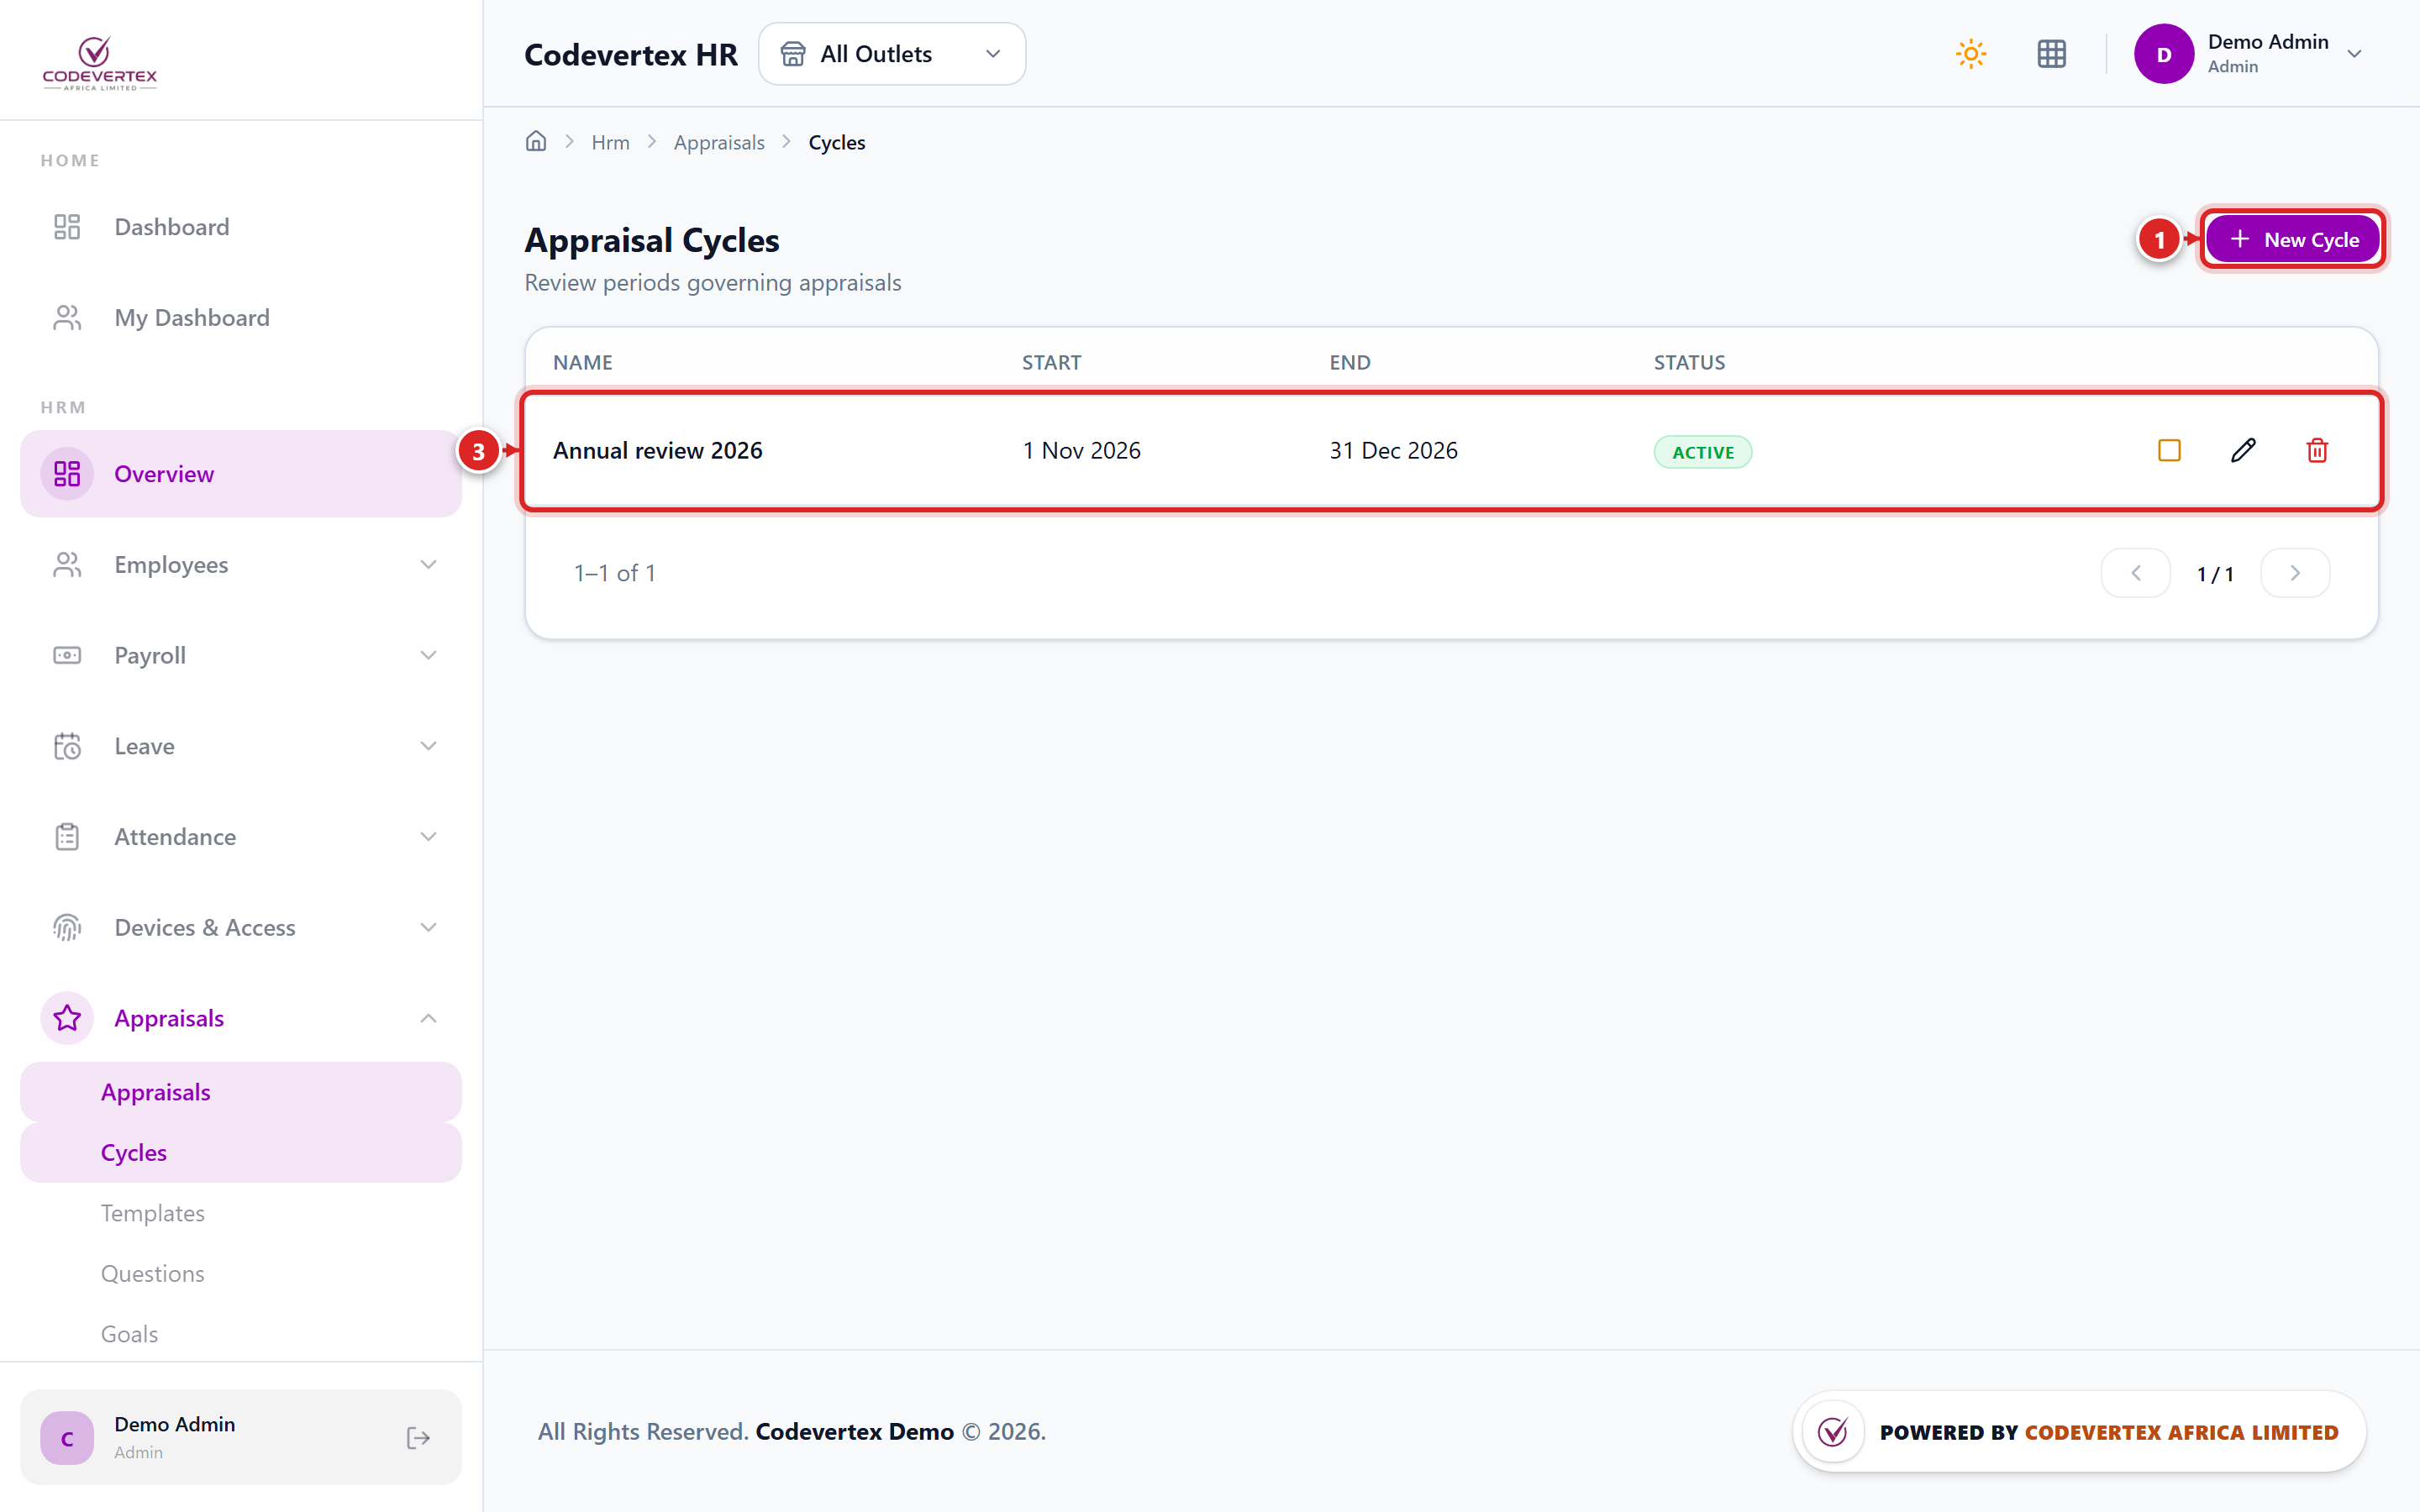 CODEVERTEX
AFRICA LIMITED
HOME
Dashboard
My Dashboard
HRM
Overview
Employees
Payroll
Leave
Attendance
Devices & Access
Appraisals
Appraisals
Cycles
Templates
Questions
Goals
C
Demo Admin
Admin
Codevertex HR
All Outlets
D
Demo Admin
Admin
Hrm
Appraisals
Cycles
Appraisal Cycles
Review periods governing appraisals
1
New Cycle
NAME START END STATUS
3
Annual review 2026 1 Nov 2026 31 Dec 2026 ACTIVE
1–1 of 1
1 / 1
All Rights Reserved. Codevertex Demo © 2026.
POWERED BY CODEVERTEX AFRICA LIMITED